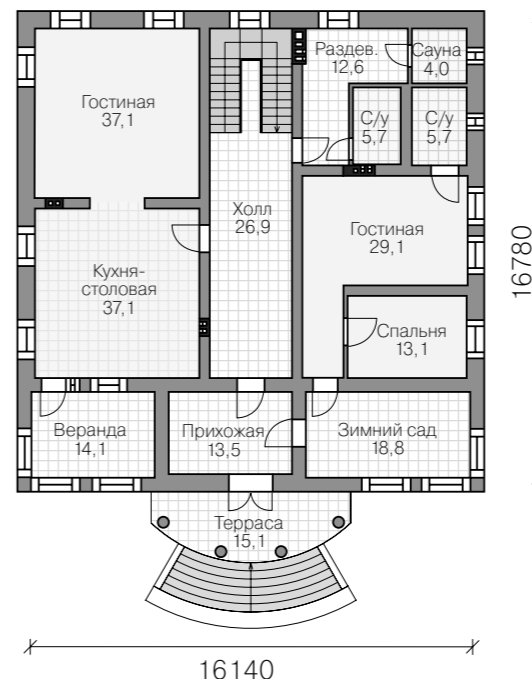 Раздев.
12,6
Сауна
4,0
Гостиная
37,1
С/у
5,7
С/у
5,7
Холл
26,9
Гостиная
29,1
Кухня-
столовая
37,1
Спальня
13,1
Веранда
14,1
Прихожая
13,5
Зимний сад
18,8
Терраса
15,1
16780
16140